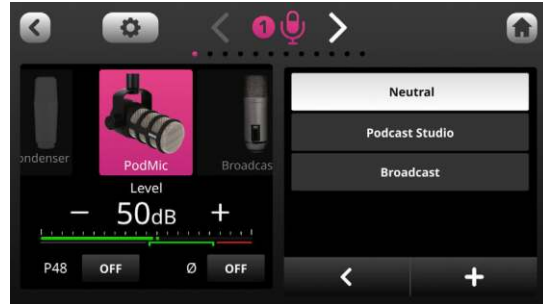 1
ondenser
PodMic
Broadcas
Level
− 50dB +
P48 OFF Ø OFF
Neutral
Podcast Studio
Broadcast
+